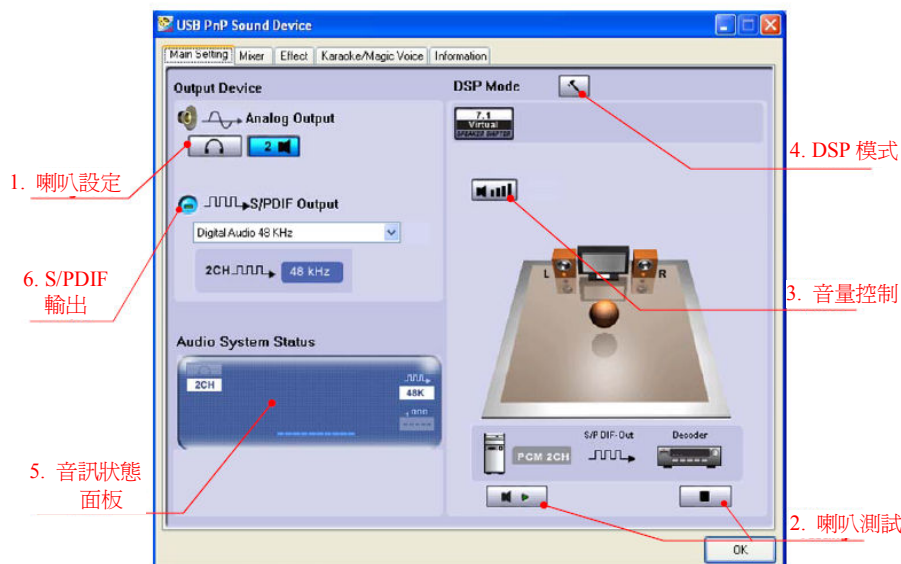 USB PnP Sound Device
Main Setting Mixer Effect Karaoke/Magic Voice Information
Output Device
DSP Mode
Analog Output
7.1
Virtual
SPEAKER SHIFTER
2
4. DSP 模式
1. 喇叭設定
S/PDIF Output
Digital Audio 48 KHz
2CH
48 kHz
L
R
6. S/PDIF
輸出
3. 音量控制
Audio System Status
2CH
48K
-----
S/PDIF-Out
Decoder
PCM 2CH
5. 音訊狀態
面板
2. 喇叭測試
OK